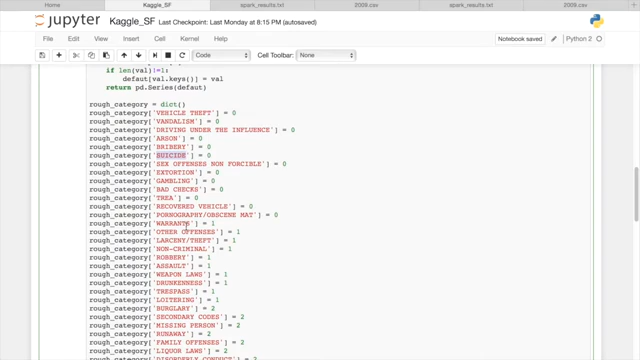 Home
Kaggle_SF
spark_results.txt
2009.csv
spark_results.txt
2009.csv
jupyter Kaggle_SF Last Checkpoint: Last Monday at 8:15 PM (autosaved)
File Edit View Insert Cell Kernel Help
Notebook saved
Python 2
Code
Cell Toolbar: None
if len(val)!=1:
defaut[val.keys()] = val
return pd.Series(defaut)
rough_category = dict()
rough_category['VEHICLE THEFT'] = 0
rough_category['VANDALISM'] = 0
rough_category['DRIVING UNDER THE INFLUENCE'] = 0
rough_category['ARSON'] = 0
rough_category['BRIBERY'] = 0
rough_category['SUICIDE'] = 0
rough_category['SEX OFFENSES NON FORCIBLE'] = 0
rough_category['EXTORTION'] = 0
rough_category['GAMBLING'] = 0
rough_category['BAD CHECKS'] = 0
rough_category['TREA'] = 0
rough_category['RECOVERED VEHICLE'] = 0
rough_category['PORNOGRAPHY/OBSCENE MAT'] = 0
rough_category['WARRANTS'] = 1
rough_category['OTHER OFFENSES'] = 1
rough_category['LARCENY/THEFT'] = 1
rough_category['NON-CRIMINAL'] = 1
rough_category['ROBBERY'] = 1
rough_category['ASSAULT'] = 1
rough_category['WEAPON LAWS'] = 1
rough_category['DRUNKENNESS'] = 1
rough_category['TRESPASS'] = 1
rough_category['LOITERING'] = 1
rough_category['BURGLARY'] = 2
rough_category['SECONDARY CODES'] = 2
rough_category['MISSING PERSON'] = 2
rough_category['RUNAWAY'] = 2
rough_category['FAMILY OFFENSES'] = 2
rough_category['LIQUOR LAWS'] = 2
rough_category['DISORDERLY CONDUCT'] = 2